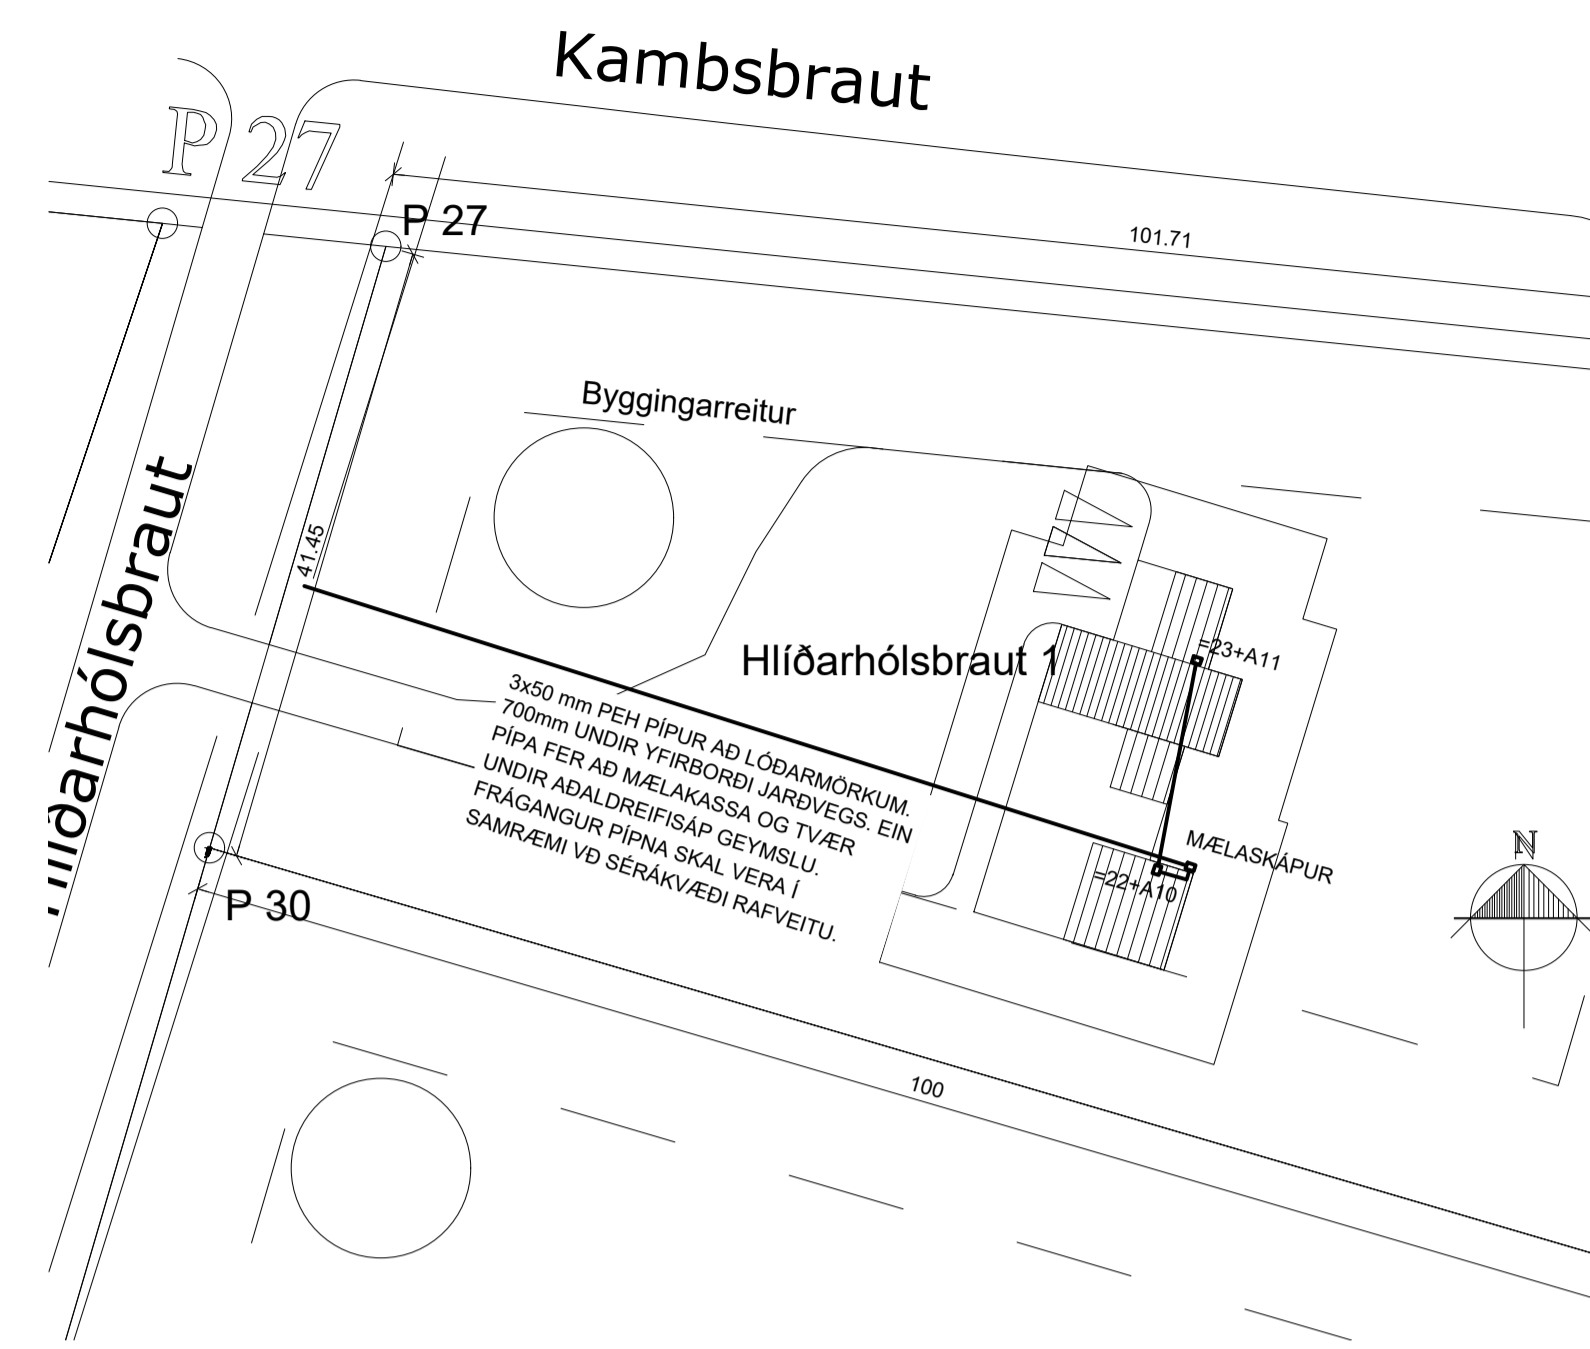 Kambsbraut
P 27
P 27
101.71
Byggingarreitur
Hlíðarhólsbraut
41.45
Hlíðarhólsbraut 1
=23+A11
3x50 mm PEH PÍPUR AÐ LÓÐARMÖRKUM.
700mm UNDIR YFIRBORÐI JARÐVEGS. EIN
PÍPA FER AÐ MÆLAKASSA OG TVÆR
UNDIR AÐALDREIFISÁP GEYMSLU.
FRÁGANGUR PÍPNA SKAL VERA Í
SAMRÆMI VÐ SÉRÁKVÆÐI RAFVEITU.
MÆLASKÁPUR
=22+A10
N
P 30
100